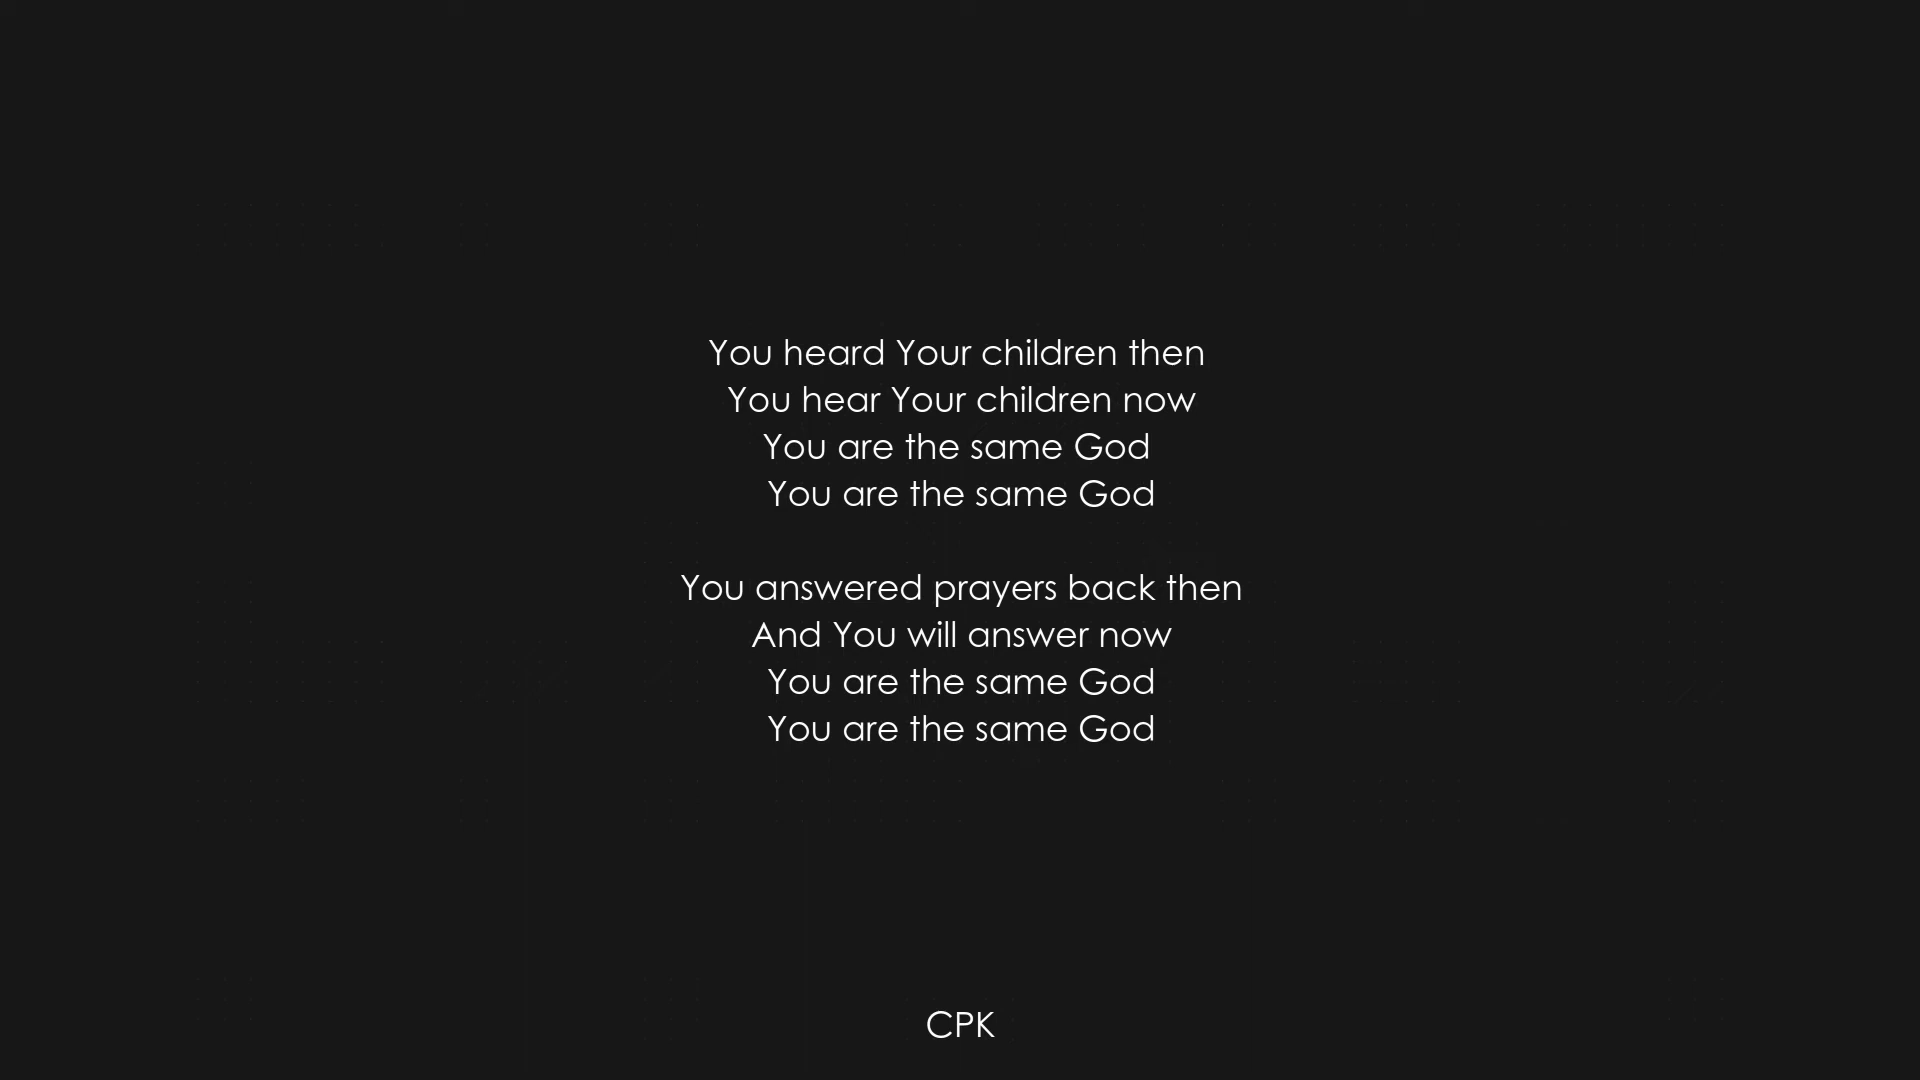 You heard Your children then
You hear Your children now
You are the same God
You are the same God
You answered prayers back then
And You will answer now
You are the same God
You are the same God
CPK